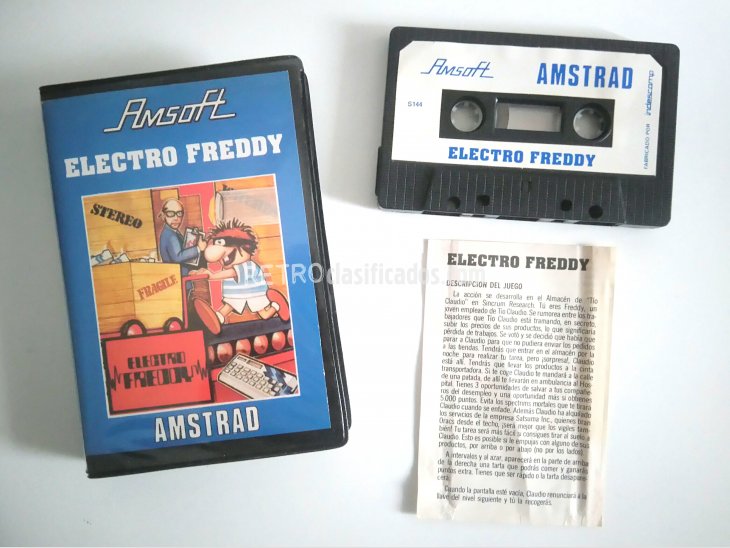 Amsoft
ELECTRO FREDDY
STEREO
FRAGILE
ELECTRO
FREDDY
AMSTRAD
Amsoft
AMSTRAD
S144
FABRICADO POR indescomp
ELECTRO FREDDY
RETROclasificados.com
ELECTRO FREDDY
DESCRIPCION DEL JUEGO
La acción se desarrolla en el Almacén de "Tío
Claudio" en Sincrum Research. Tú eres Freddy, un
joven empleado de Tío Claudio. Se rumorea entre los tra-
bajadores que Tío Claudio está tramando, en secreto,
subir los precios de sus productos, lo que significaría
pérdida de trabajos. Se votó y se decidió que había que
parar a Claudio para que no pudiera enviar los pedidos
a las tiendas. Tendrás que entrar en el almacén por la
noche para realizar tu tarea, pero ¡sorpresa!, Claudio
está allí. Tendrás que llevar los productos a la cinta
transportadora. Si te coge Claudio te mandará a la calle
de una patada, de allí te llevarán en ambulancia al Hos-
pital. Tienes 3 oportunidades de salvar a tus compañe-
ros del desempleo y una oportunidad más si obtienes
5.000 puntos. Evita los spectrums mortales que te tirará
Claudio cuando se enfade. Además Claudio ha alquilado
los servicios de la empresa Satsuma Inc., quienes tiran
Oracs desde el techo, ¡será mejor que los vigiles tam-
bién! Tu tarea será más fácil si consigues tirar al suelo a
Claudio. Esto es posible si le empujas con alguno de sus
productos, por arriba o por abajo (no por los lados).
A intervalos y al azar, aparecerá en la parte de arriba
de la derecha una tarta que podrás comer y ganarás
puntos extra. Tienes que ser rápido o la tarta desapare-
cerá.
Cuando la pantalla esté vacía, Claudio renunciará a la
llave del nivel siguiente y tú la recogerás.